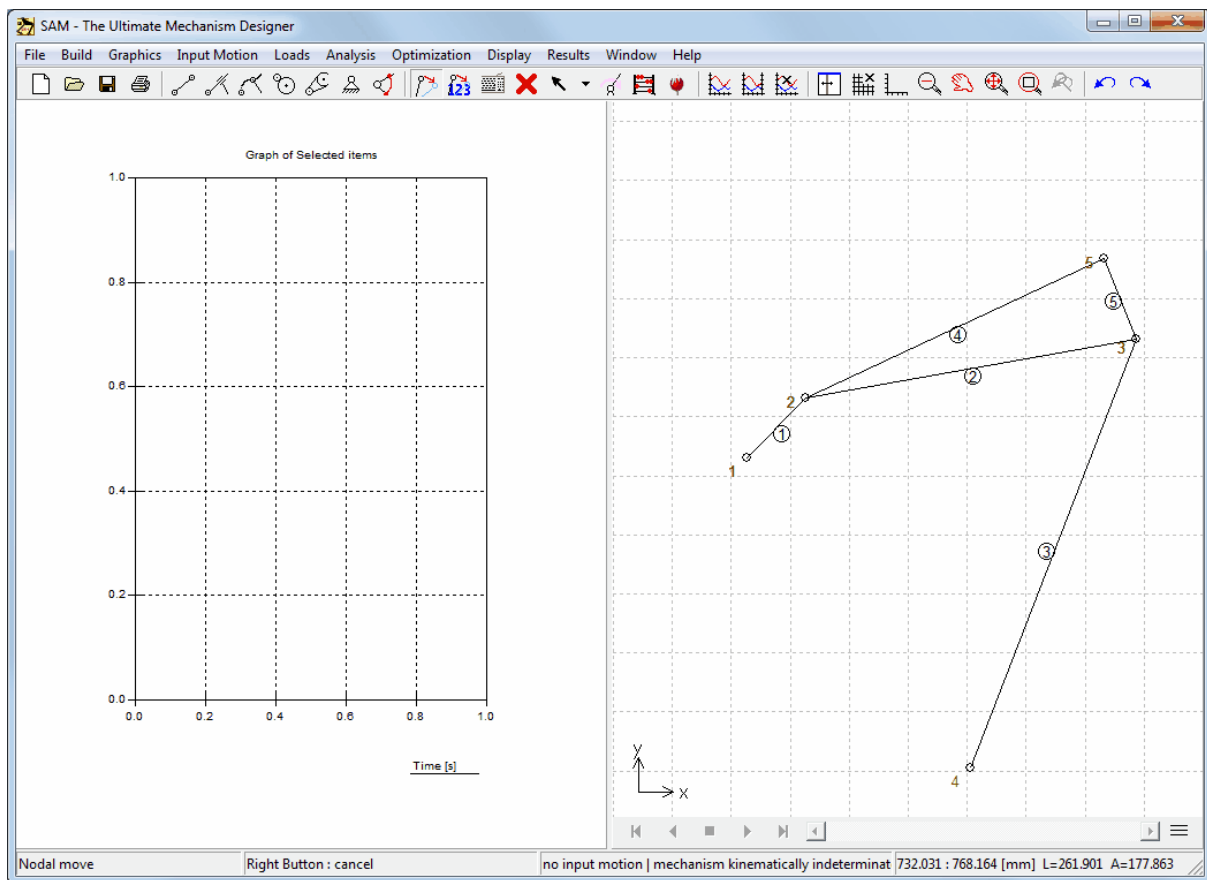 SAM - The Ultimate Mechanism Designer
File Build Graphics Input Motion Loads Analysis Optimization Display Results Window Help
123
Graph of Selected items
1.0
0.8
0.6
0.4
0.2
0.0
0.0 0.2 0.4 0.6 0.8 1.0
Time [s]
5
5
4
3
2
2
1
1
3
4
y
x
Nodal move Right Button : cancel no input motion | mechanism kinematically indeterminat 732.031 : 768.164 [mm] L=261.901 A=177.863